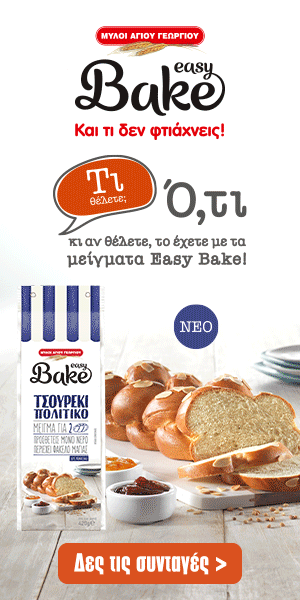 ΜΥΛΟΙ ΑΓΙΟΥ ΓΕΩΡΓΙΟΥ
easy
Bake
Και τι δεν φτιάχνεις!
Τι
θέλετε;
Ό,τι
κι αν θέλετε, το έχετε με τα
μείγματα Easy Bake!
ΝΕΟ
ΜΥΛΟΙ ΑΓΙΟΥ ΓΕΩΡΓΙΟΥ
easy
Bake
ΤΣΟΥΡΕΚΙ
ΠΟΛΙΤΙΚΟ
ΜΕΙΓΜΑ ΓΙΑ 2
ΠΡΟΣΘΕΤΕΙΣ ΜΟΝΟ ΝΕΡΟ
ΠΕΡΙΕΧΕΙ ΦΑΚΕΛΟ ΜΑΓΙΑΣ
Δες τις συνταγές >